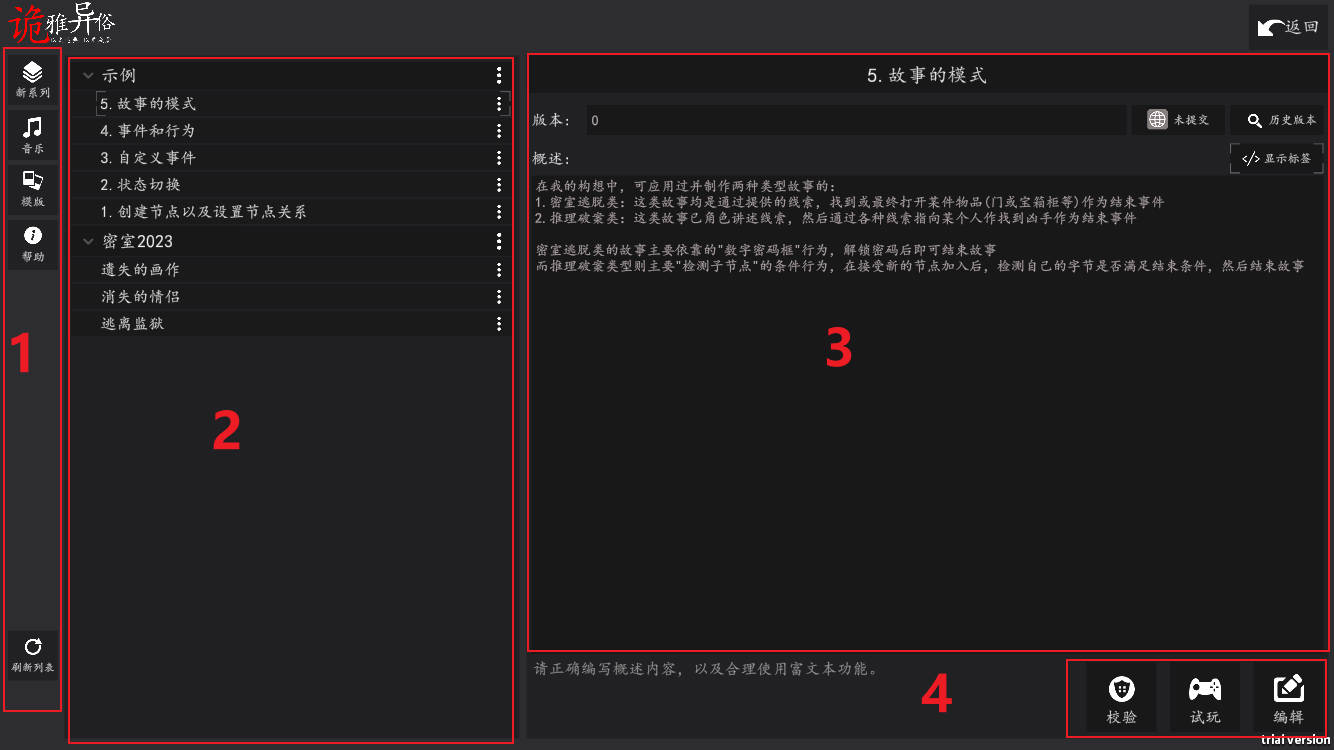 诡雅异俗
返回
新系列
音乐
模版
帮助
刷新列表
1
示例
5. 故事的模式
4. 事件和行为
3. 自定义事件
2. 状态切换
1. 创建节点以及设置节点关系
密室2023
遗失的画作
消失的情侣
逃离监狱
2
5. 故事的模式
版本： 0 未提交 历史版本
概述： </> 显示标签
在我的构想中，可应用过并制作两种类型故事的：
1. 密室逃脱类：这类故事均是通过提供的线索，找到或最终打开某件物品(门或宝箱柜等)作为结束事件
2. 推理破案类：这类故事已角色讲述线索，然后通过各种线索指向某个人作找到凶手作为结束事件
密室逃脱类的故事主要依靠的"数字密码框"行为，解锁密码后即可结束故事
而推理破案类型则主要"检测子节点"的条件行为，在接受新的节点加入后，检测自己的字节是否满足结束条件，然后结束故事
3
请正确编写概述内容，以及合理使用富文本功能。
4
校验 试玩 编辑
trial version